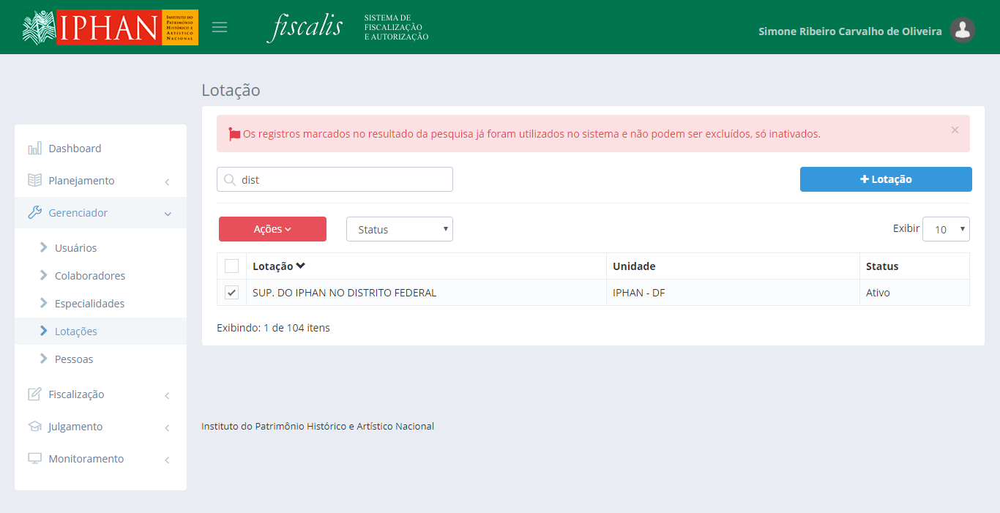 IPHAN
INSTITUTO DO
PATRIMÔNIO
HISTÓRICO E
ARTÍSTICO
NACIONAL
fiscalis
SISTEMA DE
FISCALIZAÇÃO
E AUTORIZAÇÃO
Simone Ribeiro Carvalho de Oliveira
Lotação
Dashboard
Planejamento
Gerenciador
Usuários
Colaboradores
Especialidades
Lotações
Pessoas
Fiscalização
Julgamento
Monitoramento
Os registros marcados no resultado da pesquisa já foram utilizados no sistema e não podem ser excluídos, só inativados.
×
dist
+ Lotação
Ações
Status
Exibir 10
Lotação Unidade Status
SUP. DO IPHAN NO DISTRITO FEDERAL IPHAN - DF Ativo
Exibindo: 1 de 104 itens
Instituto do Patrimônio Histórico e Artístico Nacional